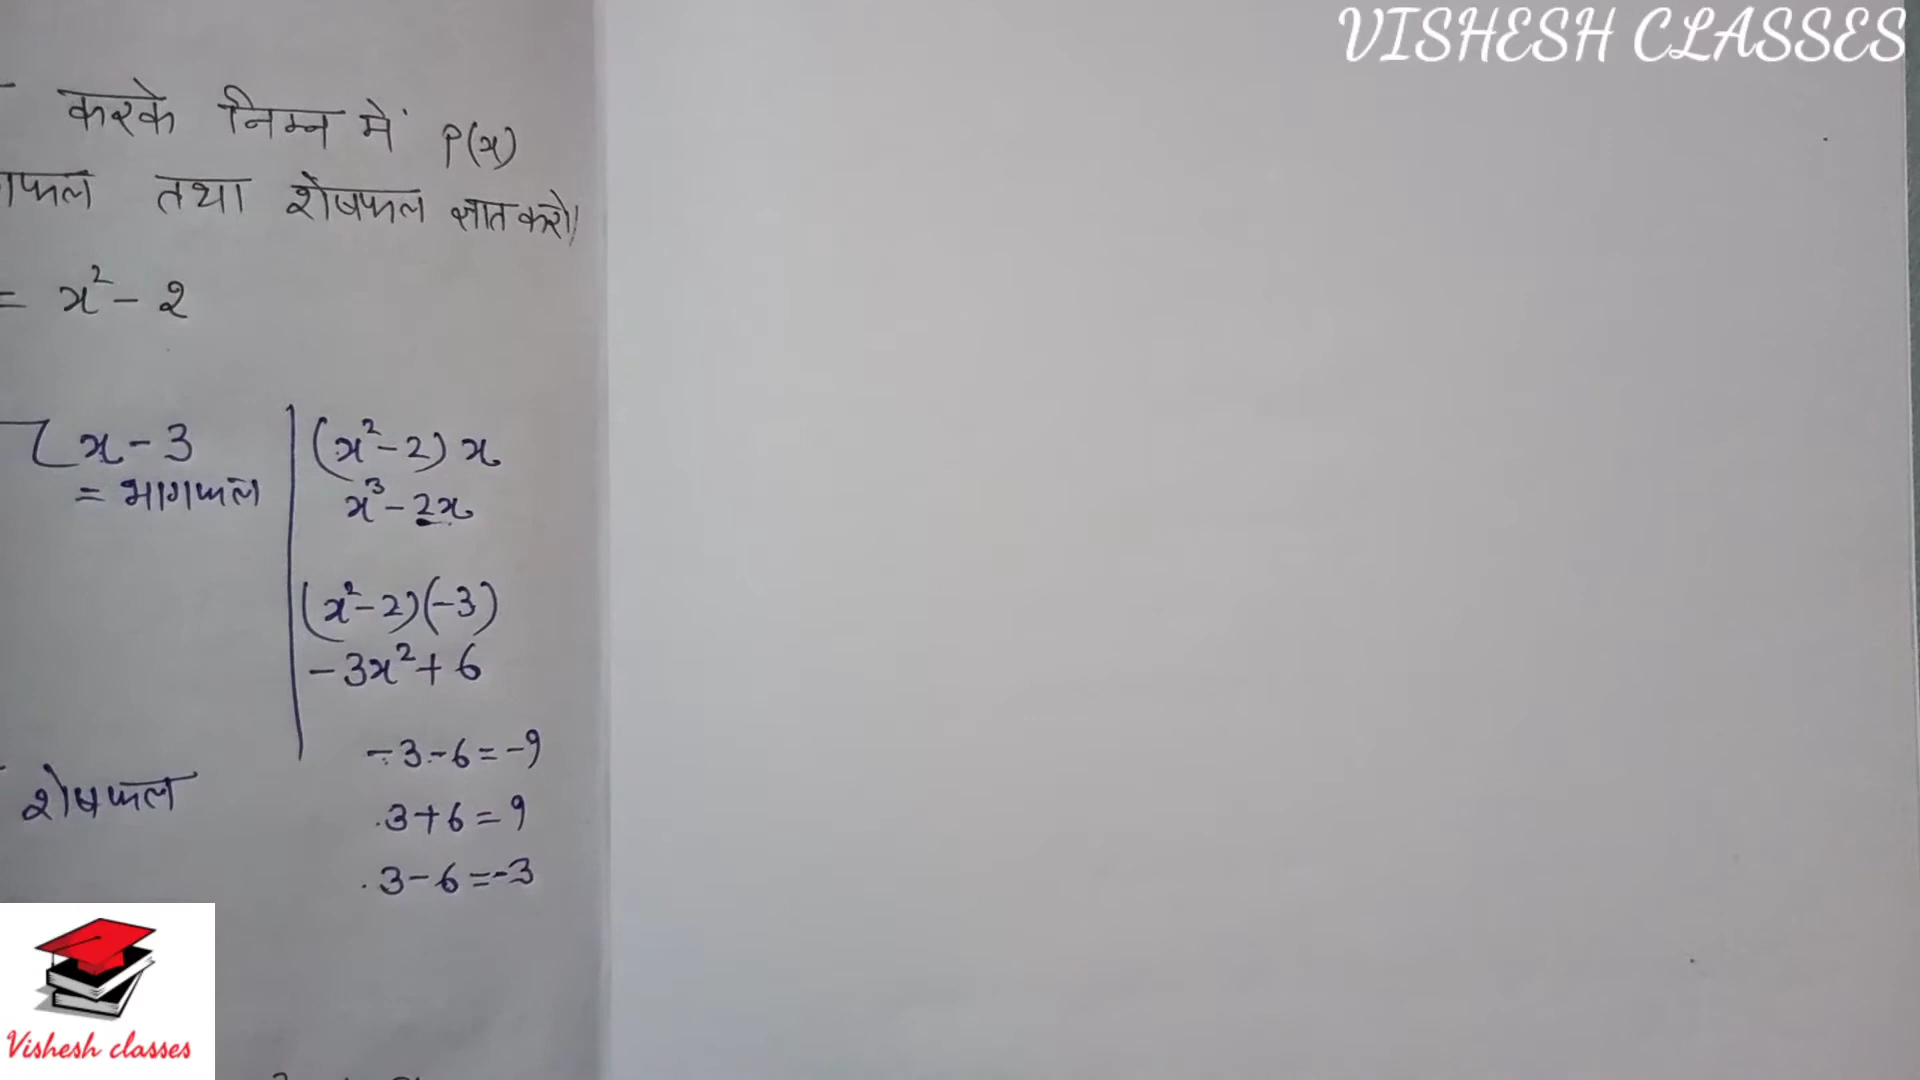 VISHESH CLASSES
करके निम्न में P(x)
तथा शेषफल ज्ञात करो।
= x² - 2
x - 3
= भागफल
(x² - 2) x
x³ - 2x
(x² - 2)(-3)
-3x² + 6
-3-6=-9
3+6=9
3-6=-3
शेषफल
Vishesh classes